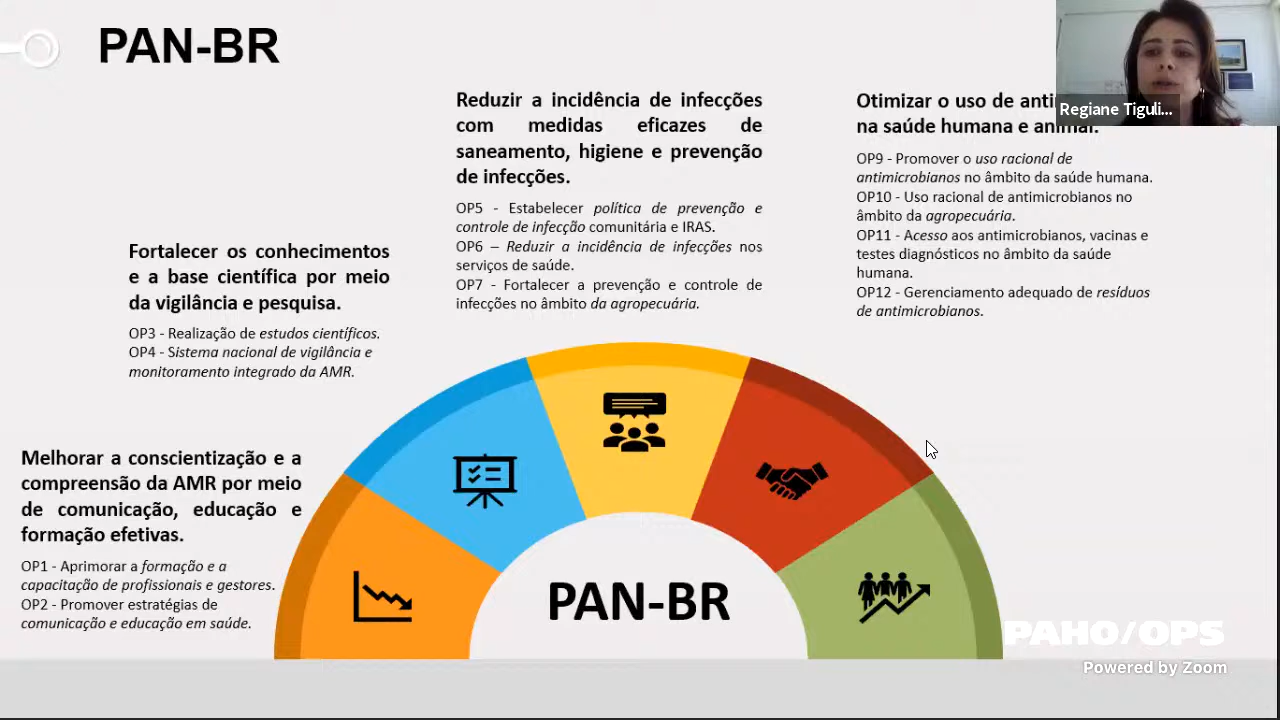 PAN-BR
Reduzir a incidência de infecções
com medidas eficazes de
saneamento, higiene e prevenção
de infecções.
OP5 - Estabelecer política de prevenção e
controle de infecção comunitária e IRAS.
OP6 – Reduzir a incidência de infecções nos
serviços de saúde.
OP7 - Fortalecer a prevenção e controle de
infecções no âmbito da agropecuária.
Otimizar o uso de
na saúde humana e animal.
OP9 - Promover o uso racional de
antimicrobianos no âmbito da saúde humana.
OP10 - Uso racional de antimicrobianos no
âmbito da agropecuária.
OP11 - Acesso aos antimicrobianos, vacinas e
testes diagnósticos no âmbito da saúde
humana.
OP12 - Gerenciamento adequado de resíduos
de antimicrobianos.
Regiane Tiguli...
Fortalecer os conhecimentos
e a base científica por meio
da vigilância e pesquisa.
OP3 - Realização de estudos científicos.
OP4 - Sistema nacional de vigilância e
monitoramento integrado da AMR.
Melhorar a conscientização e a
compreensão da AMR por meio
de comunicação, educação e
formação efetivas.
OP1 - Aprimorar a formação e a
capacitação de profissionais e gestores.
OP2 - Promover estratégias de
comunicação e educação em saúde.
PAN-BR
PAHO/OPS
Powered by Zoom